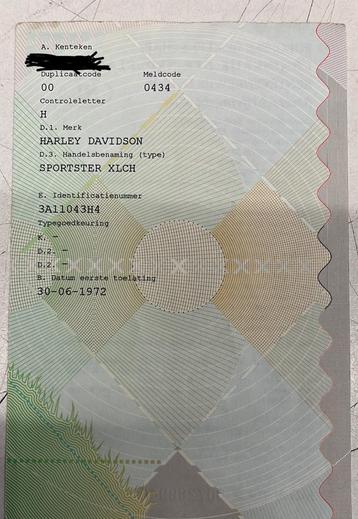 A. Kenteken
Duplicaatcode Meldcode
00 0434
Controleletter
H
D.1. Merk
HARLEY DAVIDSON
D.3. Handelsbenaming (type)
SPORTSTER XLCH
E. Identificatienummer
3A11043H4
Typegoedkeuring
K. -
D.2. -
D.2. -
B. Datum eerste toelating
30-06-1972